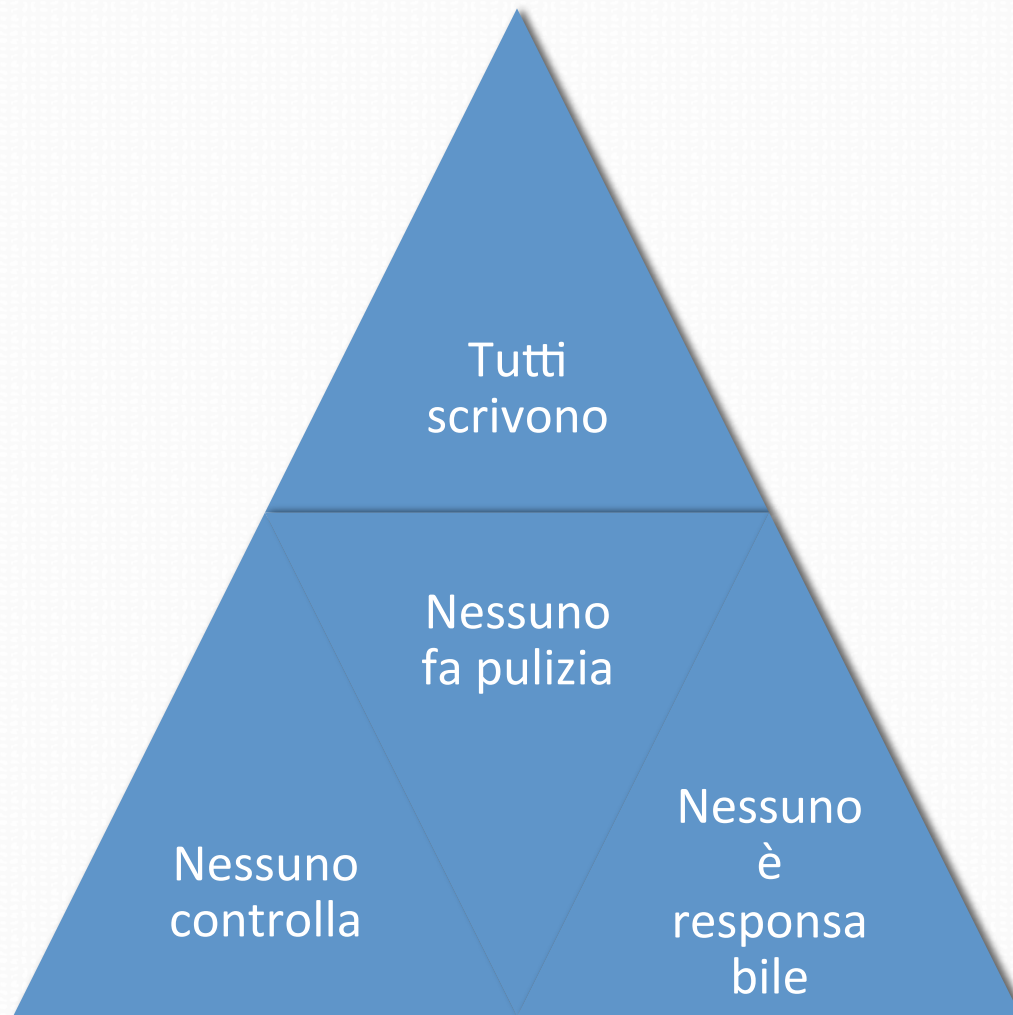 Tutti
scrivono
Nessuno
fa pulizia
Nessuno
controlla
Nessuno
è
responsa
bile